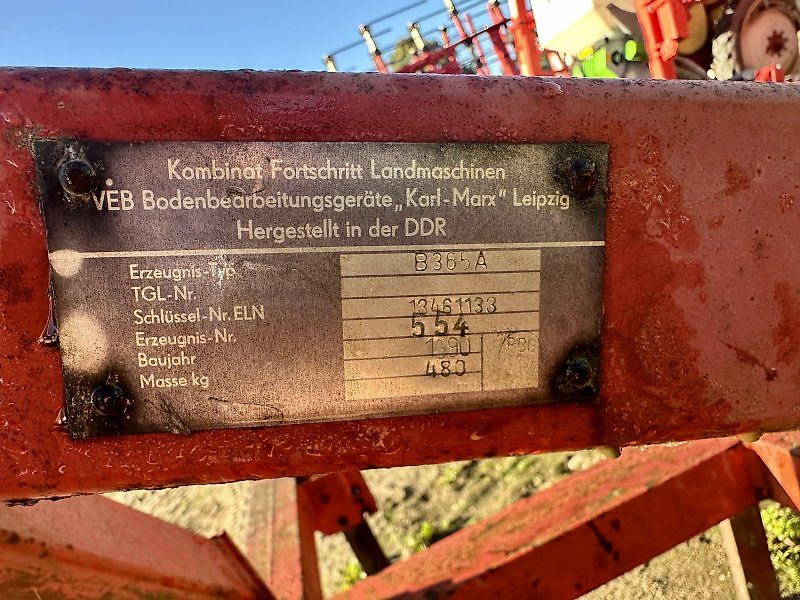 Kombinat Fortschritt Landmaschinen
VEB Bodenbearbeitungsgeräte „Karl-Marx" Leipzig
Hergestellt in der DDR
Erzeugnis-Typ B365A
TGL-Nr.
Schlüssel-Nr. ELN 13461133
Erzeugnis-Nr. 554
Baujahr 1990
Masse kg 480